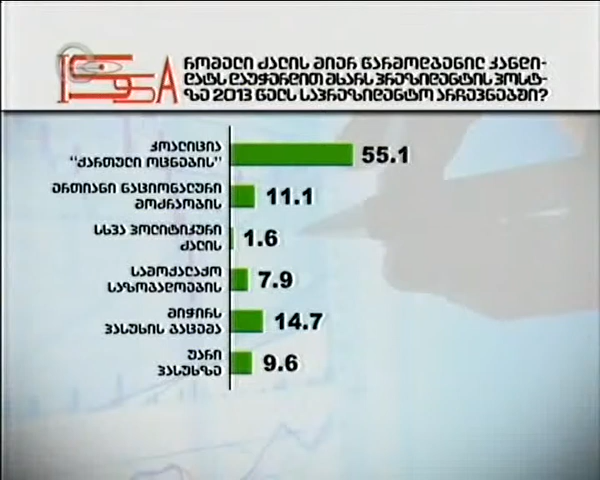 რომელი ძალის მიერ წარმოდგენილ კანდი-
დატს დაუჭერდით მხარს პრეზიდენტის პოსტ-
ზე 2013 წელს საპრეზიდენტო არჩევნებში?
კოალიცია
"ქართული ოცნების"
55.1
ერთიანი ნაციონალური
მოძრაობის
11.1
სხვა პოლიტიკური
ძალის
1.6
სამოქალაქო
საზოგადოების
7.9
მიჭირს
პასუხის გაცემა
14.7
უარი
პასუხზე
9.6